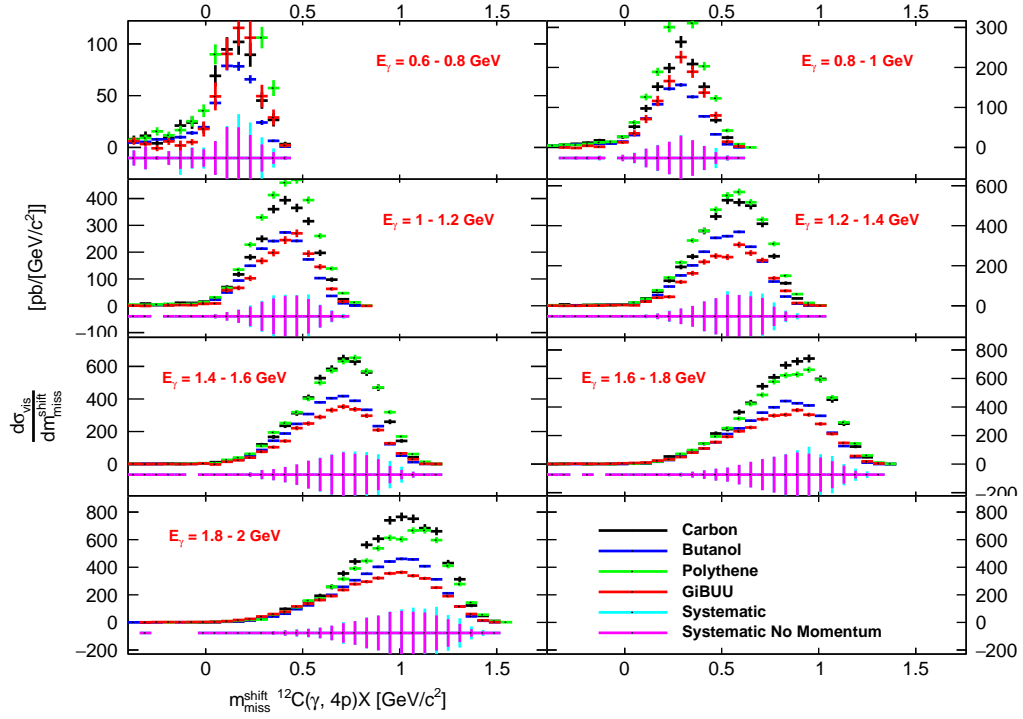 0 0.5 1 1.5 0 0.5 1 1.5
100
50
0
E_γ = 0.6 - 0.8 GeV
300
200
100
0
E_γ = 0.8 - 1 GeV
400
300
200
100
0
−100
E_γ = 1 - 1.2 GeV
600
400
200
0
E_γ = 1.2 - 1.4 GeV
[pb/[GeV/c²]]
dσ_vis
dm_miss^shift
600
400
200
0
E_γ = 1.4 - 1.6 GeV
800
600
400
200
0
−200
E_γ = 1.6 - 1.8 GeV
800
600
400
200
0
−200
E_γ = 1.8 - 2 GeV
Carbon
Butanol
Polythene
GiBUU
Systematic
Systematic No Momentum
800
600
400
200
0
−200
0 0.5 1 1.5 0 0.5 1 1.5
m_miss^shift ¹²C(γ, 4p)X [GeV/c²]